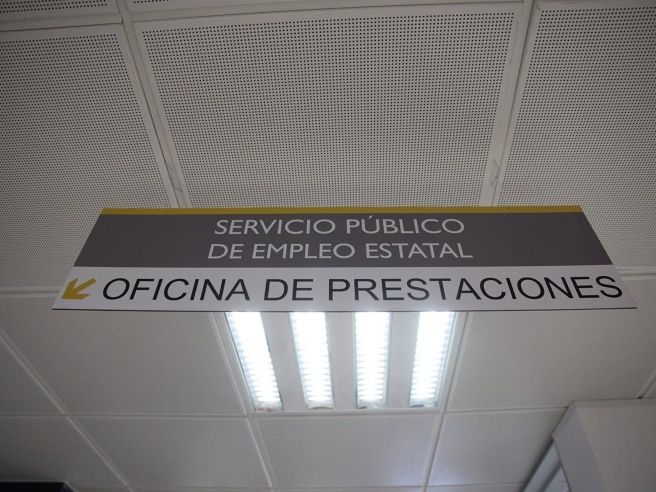 SERVICIO PÚBLICO
DE EMPLEO ESTATAL
OFICINA DE PRESTACIONES